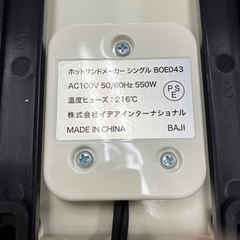 ホットサンドメーカー シングル BOE043
AC100V 50/60Hz 550W
温度ヒューズ：216℃
株式会社イデアインターナショナル
MADE IN CHINA BAJI
P S E